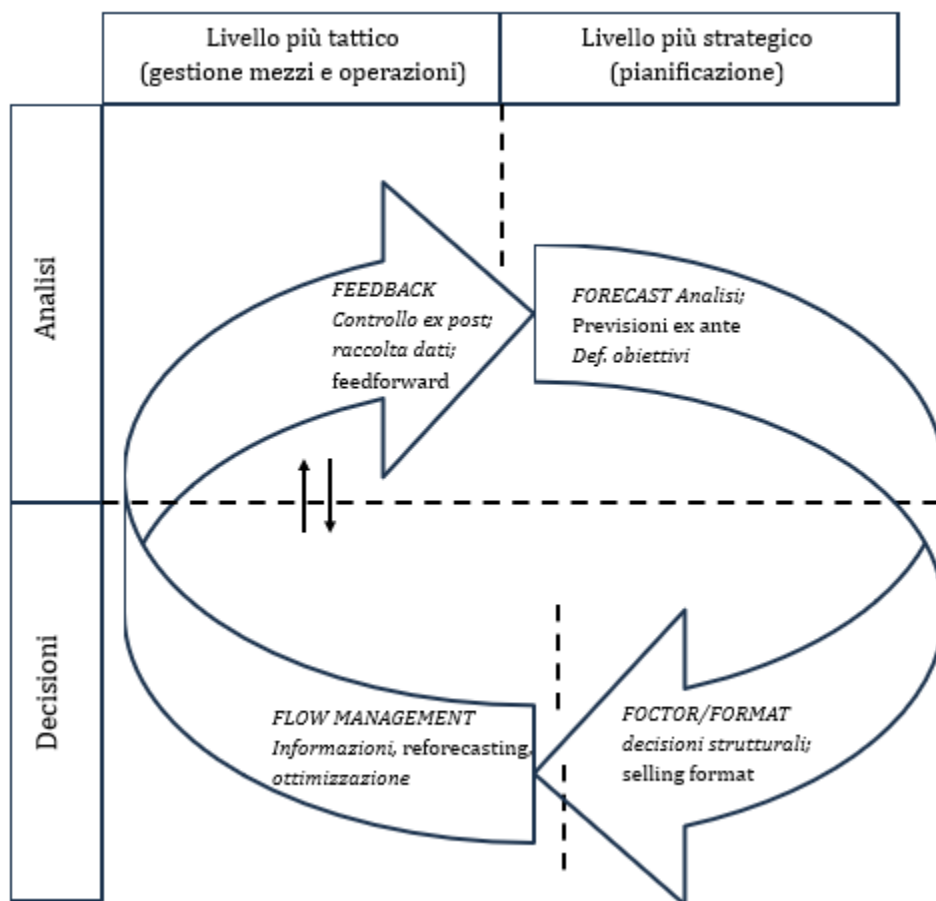 Livello più tattico
(gestione mezzi e operazioni)
Livello più strategico
(pianificazione)
Analisi
FEEDBACK
Controllo ex post;
raccolta dati;
feedforward
FORECAST Analisi;
Previsioni ex ante
Def. obiettivi
Decisioni
FLOW MANAGEMENT
Informazioni, reforecasting,
ottimizzazione
FOCTOR/FORMAT
decisioni strutturali;
selling format